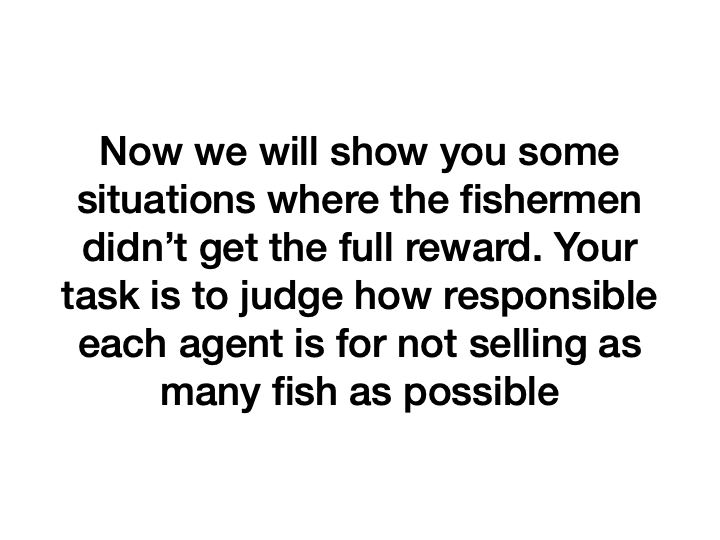 Now we will show you some
situations where the fishermen
didn’t get the full reward. Your
task is to judge how responsible
each agent is for not selling as
many fish as possible